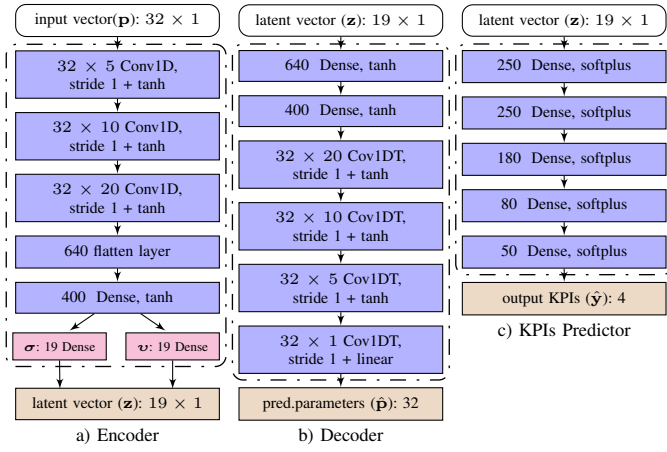 input vector(p): 32 × 1
32 × 5 Conv1D,
stride 1 + tanh
32 × 10 Conv1D,
stride 1 + tanh
32 × 20 Conv1D,
stride 1 + tanh
640 flatten layer
400 Dense, tanh
σ: 19 Dense
υ: 19 Dense
latent vector (z): 19 × 1
a) Encoder
latent vector (z): 19 × 1
640 Dense, tanh
400 Dense, tanh
32 × 20 Cov1DT,
stride 1 + tanh
32 × 10 Cov1DT,
stride 1 + tanh
32 × 5 Cov1DT,
stride 1 + tanh
32 × 1 Cov1DT,
stride 1 + linear
pred.parameters (p̂): 32
b) Decoder
latent vector (z): 19 × 1
250 Dense, softplus
250 Dense, softplus
180 Dense, softplus
80 Dense, softplus
50 Dense, softplus
output KPIs (ŷ): 4
c) KPIs Predictor